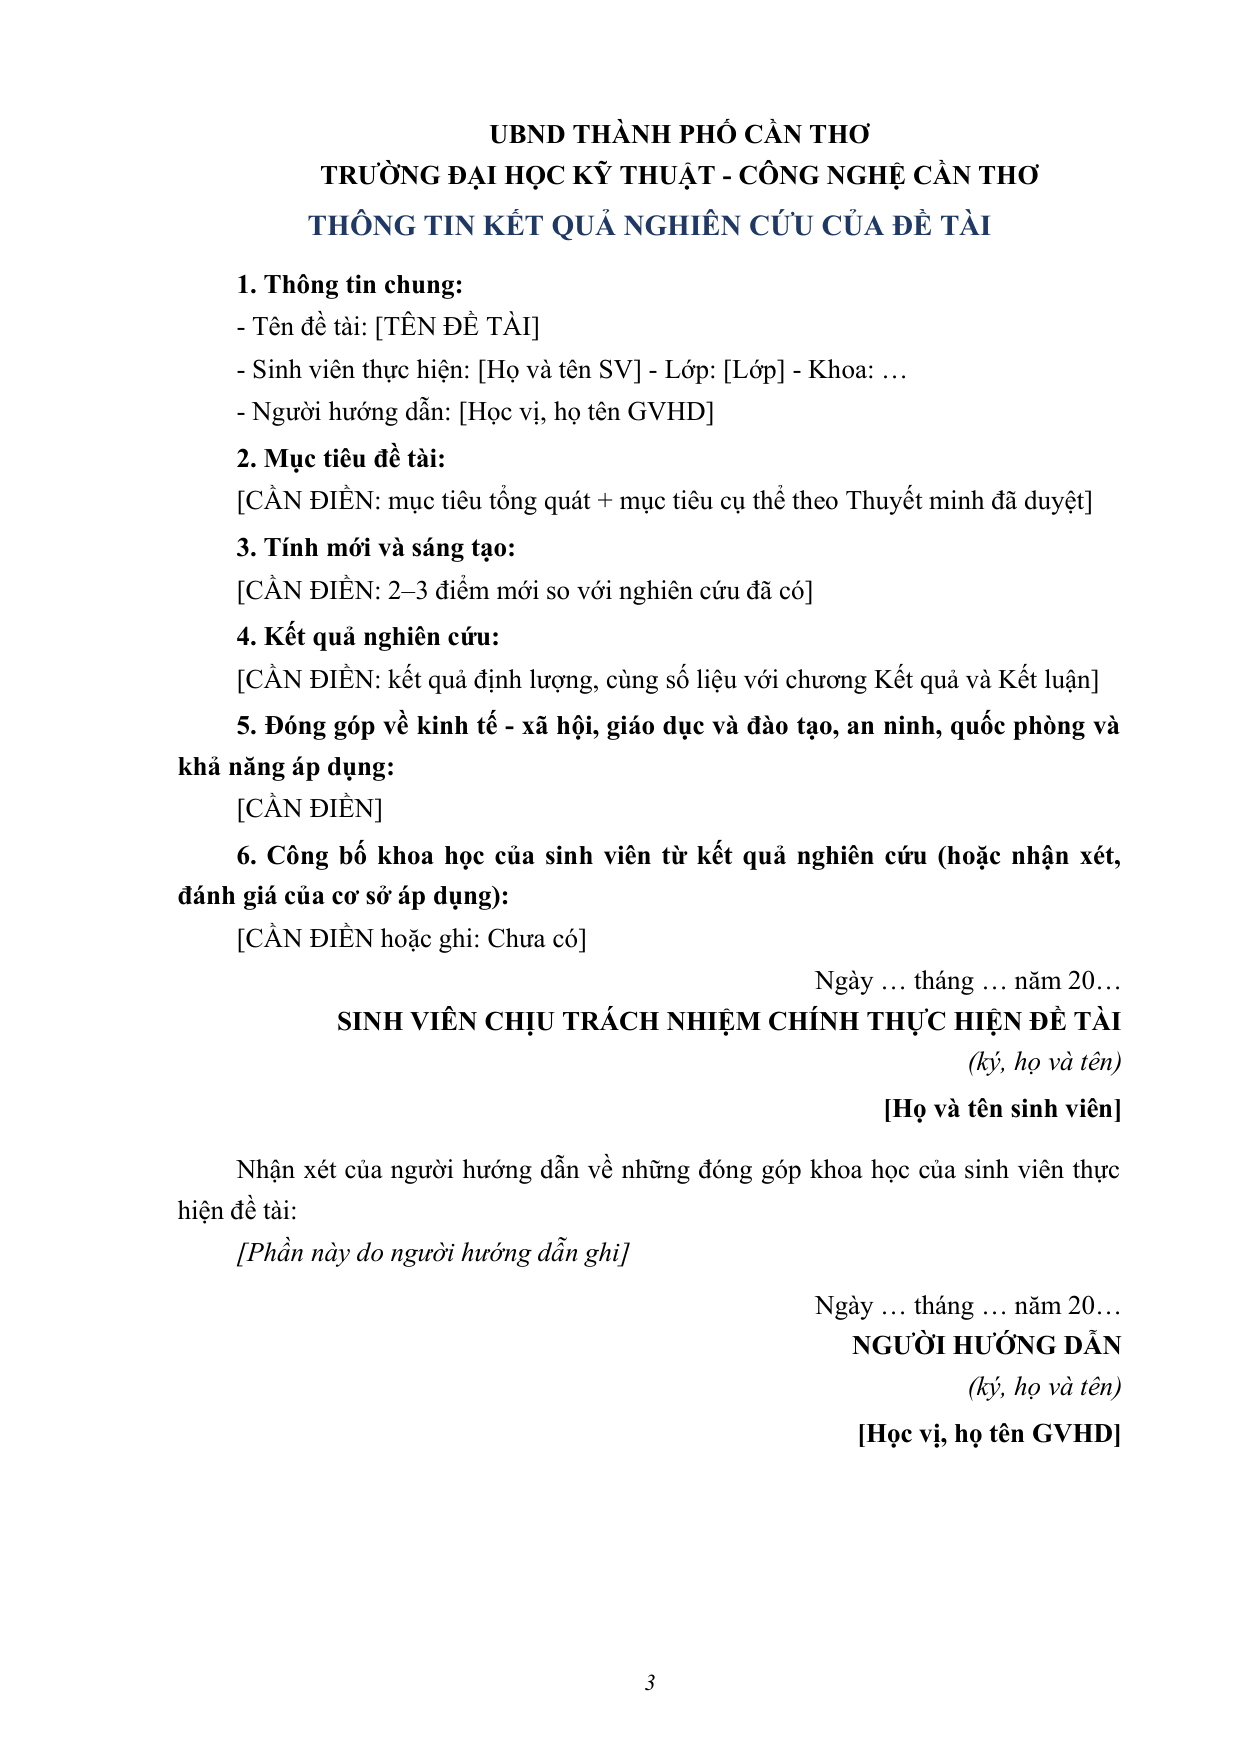 UBND THÀNH PHỐ CẦN THƠ
TRƯỜNG ĐẠI HỌC KỸ THUẬT - CÔNG NGHỆ CẦN THƠ
THÔNG TIN KẾT QUẢ NGHIÊN CỨU CỦA ĐỀ TÀI
1. Thông tin chung:
- Tên đề tài: [TÊN ĐỀ TÀI]
- Sinh viên thực hiện: [Họ và tên SV] - Lớp: [Lớp] - Khoa: …
- Người hướng dẫn: [Học vị, họ tên GVHD]
2. Mục tiêu đề tài:
[CẦN ĐIỀN: mục tiêu tổng quát + mục tiêu cụ thể theo Thuyết minh đã duyệt]
3. Tính mới và sáng tạo:
[CẦN ĐIỀN: 2–3 điểm mới so với nghiên cứu đã có]
4. Kết quả nghiên cứu:
[CẦN ĐIỀN: kết quả định lượng, cùng số liệu với chương Kết quả và Kết luận]
5. Đóng góp về kinh tế - xã hội, giáo dục và đào tạo, an ninh, quốc phòng và
khả năng áp dụng:
[CẦN ĐIỀN]
6. Công bố khoa học của sinh viên từ kết quả nghiên cứu (hoặc nhận xét,
đánh giá của cơ sở áp dụng):
[CẦN ĐIỀN hoặc ghi: Chưa có]
Ngày … tháng … năm 20…
SINH VIÊN CHỊU TRÁCH NHIỆM CHÍNH THỰC HIỆN ĐỀ TÀI
(ký, họ và tên)
[Họ và tên sinh viên]
Nhận xét của người hướng dẫn về những đóng góp khoa học của sinh viên thực
hiện đề tài:
[Phần này do người hướng dẫn ghi]
Ngày … tháng … năm 20…
NGƯỜI HƯỚNG DẪN
(ký, họ và tên)
[Học vị, họ tên GVHD]
3